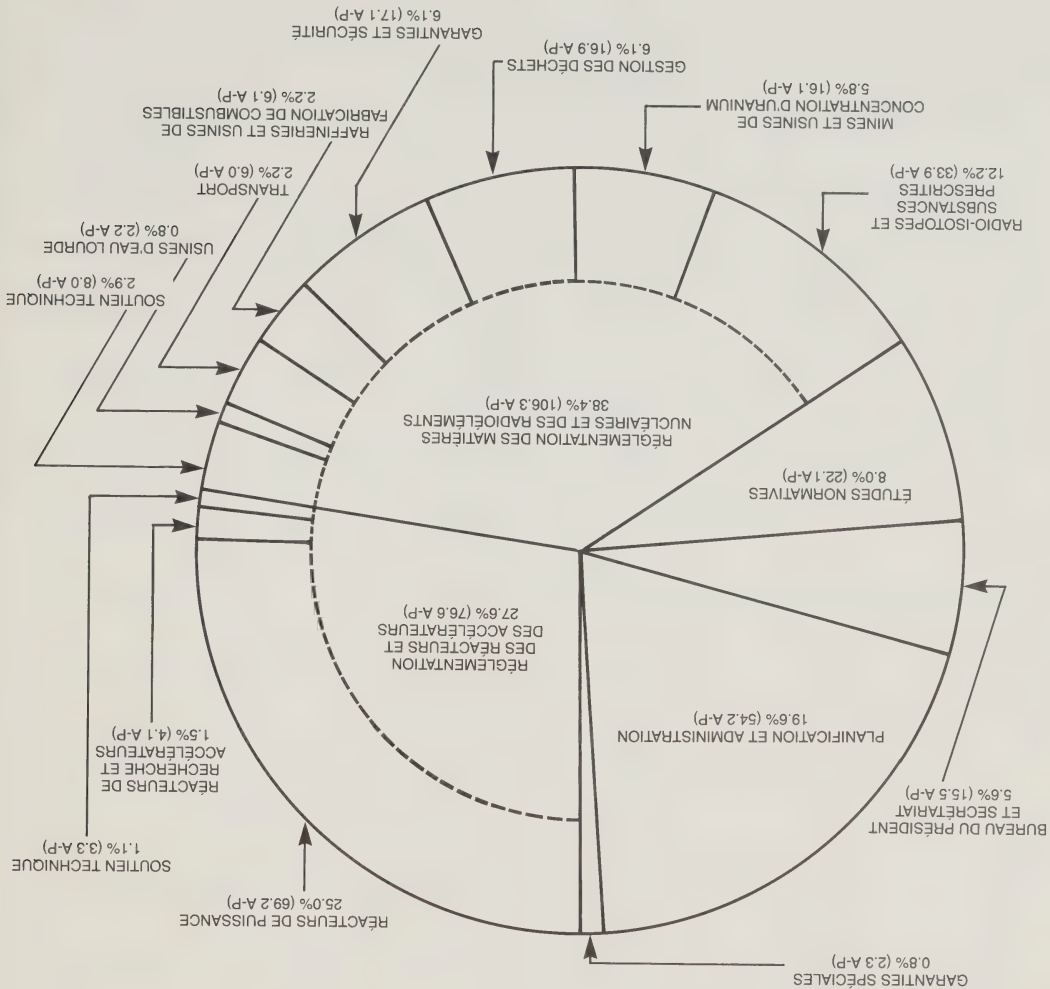 GARANTIES SPÉCIALES
0.8% (2.3 A-P)
RÉACTEURS DE PUISSANCE
25.0% (69.2 A-P)
SOUTIEN TECHNIQUE
1.1% (3.3 A-P)
RÉACTEURS DE
RECHERCHE ET
ACCÉLÉRATEURS
1.5% (4.1 A-P)
BUREAU DU PRÉSIDENT
ET SECRÉTARIAT
5.6% (15.5 A-P)
PLANIFICATION ET ADMINISTRATION
19.6% (54.2 A-P)
RÉGLEMENTATION
DES RÉACTEURS ET
DES ACCÉLÉRATEURS
27.6% (76.6 A-P)
ÉTUDES NORMATIVES
8.0% (22.1 A-P)
RÉGLEMENTATION DES MATIÈRES
NUCLÉAIRES ET DES RADIOÉLÉMENTS
38.4% (106.3 A-P)
SOUTIEN TECHNIQUE
2.9% (8.0 A-P)
USINES D'EAU LOURDE
0.8% (2.2 A-P)
TRANSPORT
2.2% (6.0 A-P)
RAFFINERIES ET USINES DE
FABRICATION DE COMBUSTIBLES
2.2% (6.1 A-P)
GARANTIES ET SÉCURITÉ
6.1% (17.1 A-P)
GESTION DES DÉCHETS
6.1% (16.9 A-P)
MINES ET USINES DE
CONCENTRATION D'URANIUM
5.8% (16.1 A-P)
RADIO-ISOTOPES ET
SUBSTANCES
PRESCRITES
12.2% (33.9 A-P)